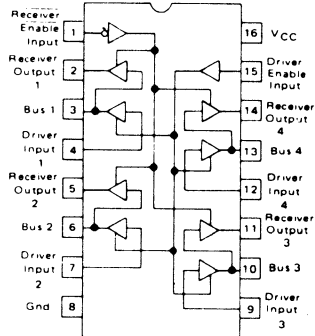 Receiver
Enable
Input
1
Receiver
Output
1
2
Bus 1
3
Driver
Input
1
4
Receiver
Output
2
5
Bus 2
6
Driver
Input
2
7
Gnd
8
16
VCC
15
Driver
Enable
Input
14
Receiver
Output
4
13
Bus 4
12
Driver
Input
4
11
Receiver
Output
3
10
Bus 3
9
Driver
Input
3